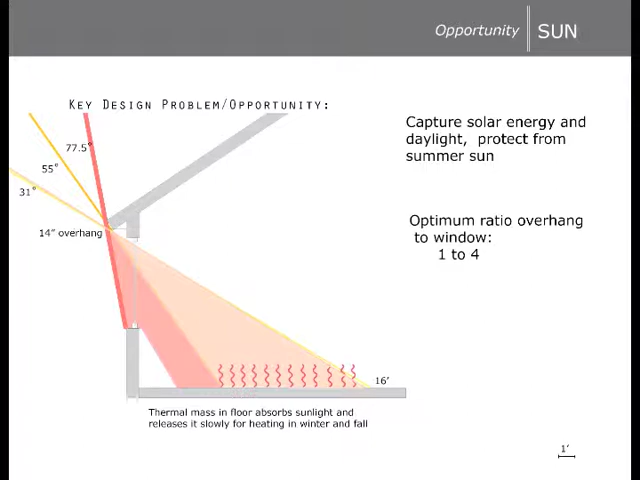 Opportunity SUN
KEY DESIGN PROBLEM/OPPORTUNITY:
Capture solar energy and
daylight, protect from
summer sun
77.5°
55°
31°
14” overhang
Optimum ratio overhang
to window:
1 to 4
16'
Thermal mass in floor absorbs sunlight and
releases it slowly for heating in winter and fall
1'